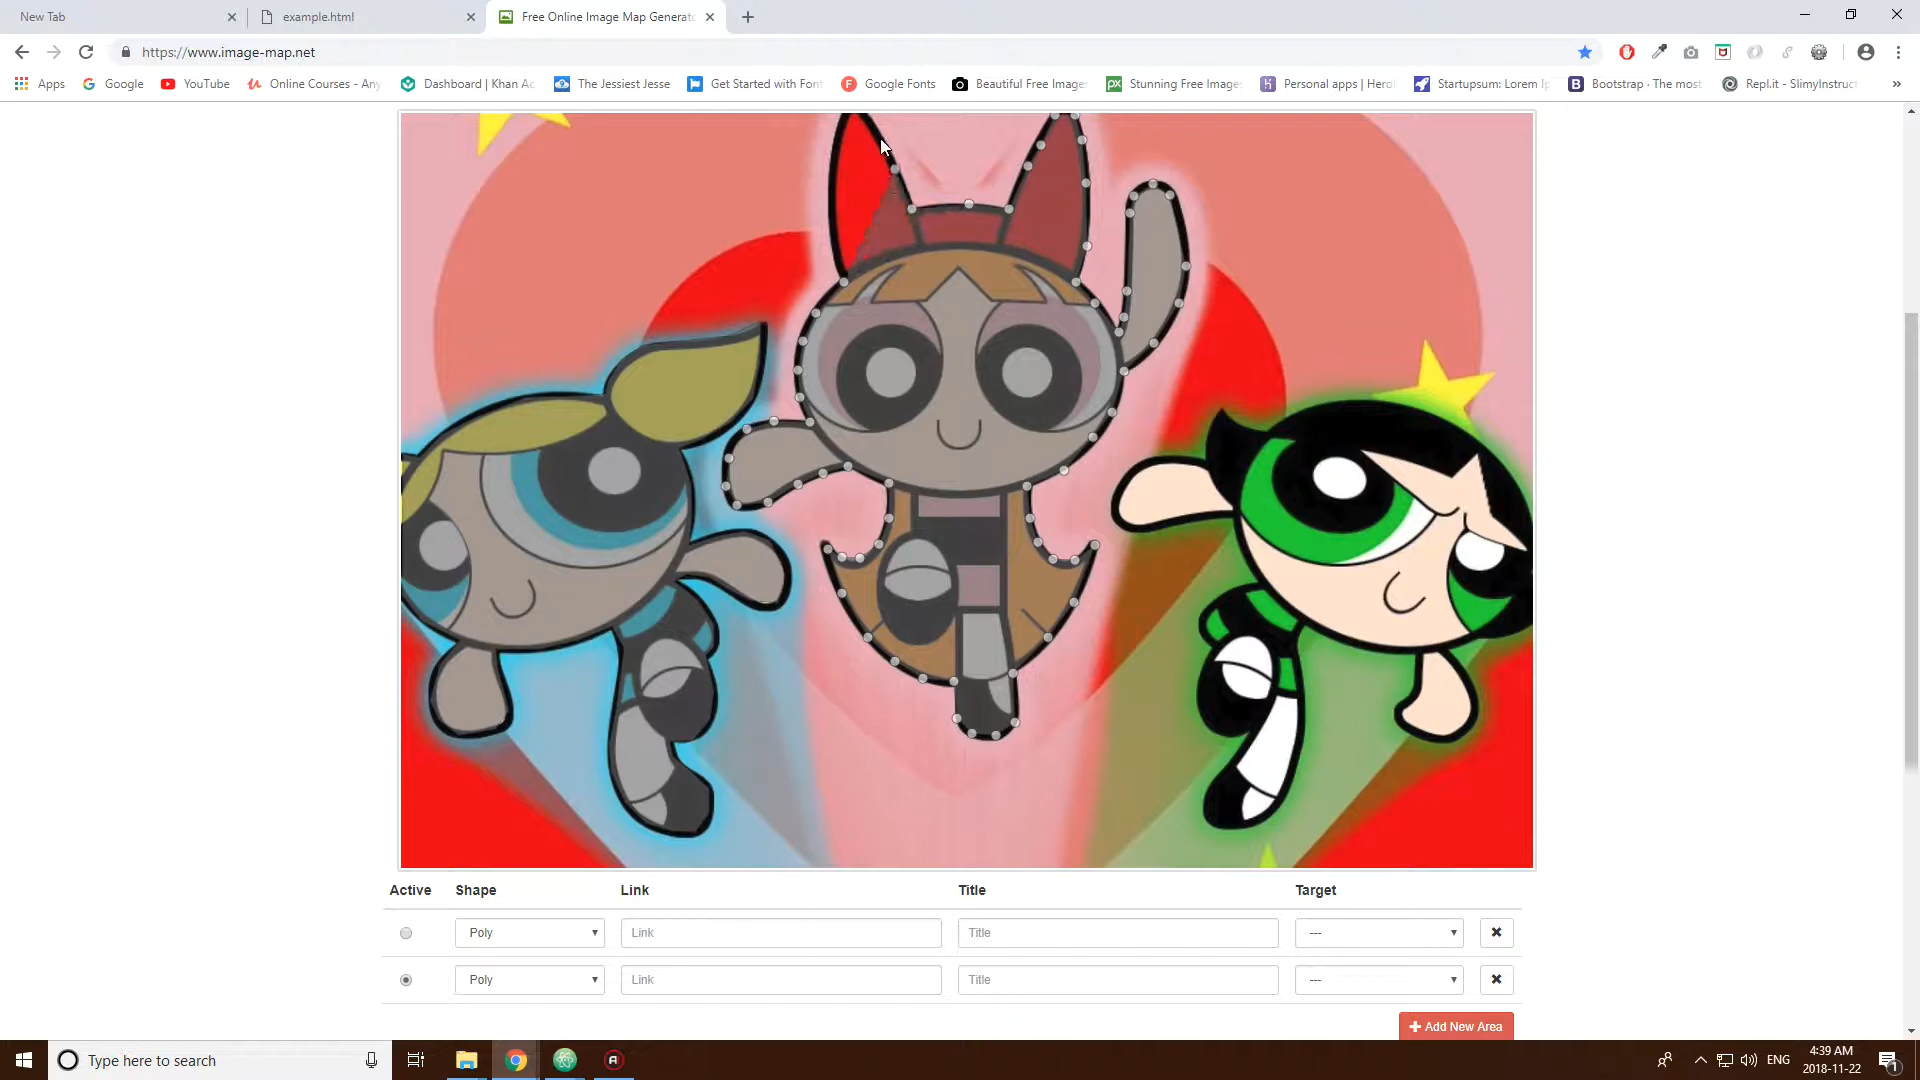 New Tab
example.html
Free Online Image Map Generato
https://www.image-map.net
Apps
Google
YouTube
Online Courses - Any
Dashboard | Khan Ac
The Jessiest Jesse
Get Started with Font
Google Fonts
Beautiful Free Image
Stunning Free Images
Personal apps | Hero
Startupsum: Lorem Ip
Bootstrap · The most
Repl.it - SlimyInstruct
»
Active
Shape
Link
Title
Target
Poly
Link
Title
---
Poly
Link
Title
---
Add New Area
Type here to search
ENG
4:39 AM
2018-11-22
1